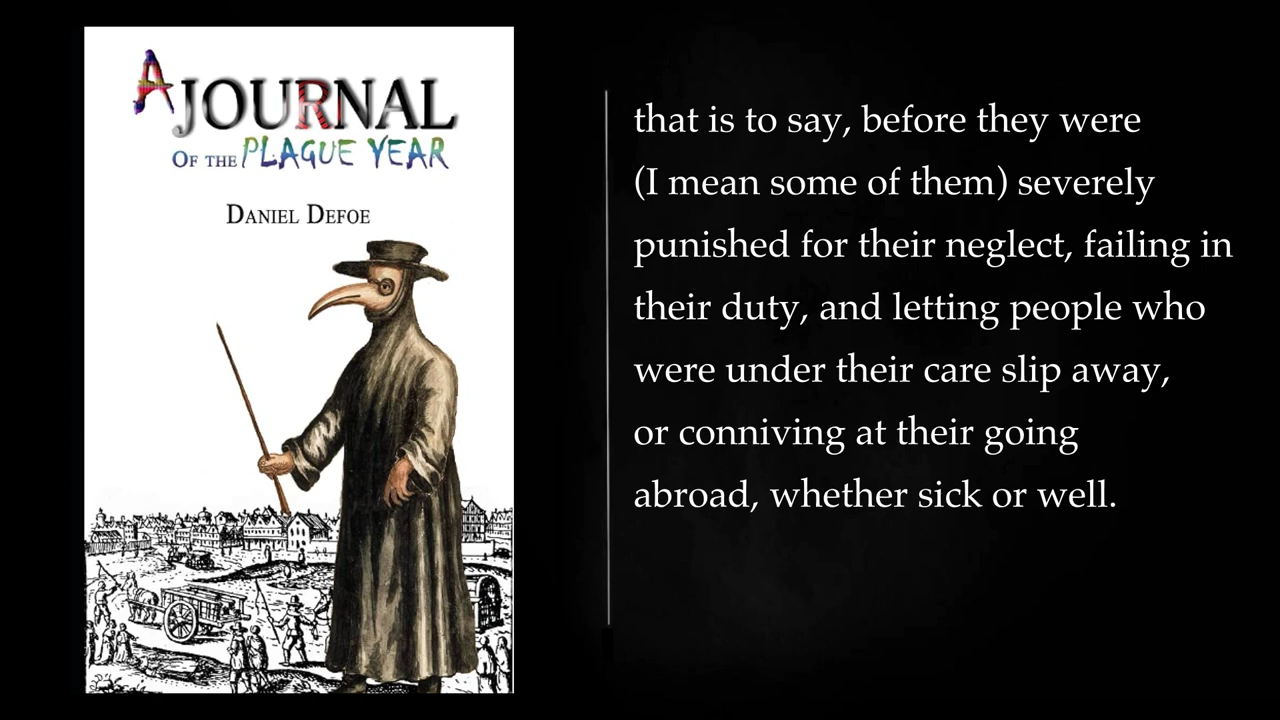 A JOURNAL
OF THE PLAGUE YEAR
DANIEL DEFOE
that is to say, before they were
(I mean some of them) severely
punished for their neglect, failing in
their duty, and letting people who
were under their care slip away,
or conniving at their going
abroad, whether sick or well.